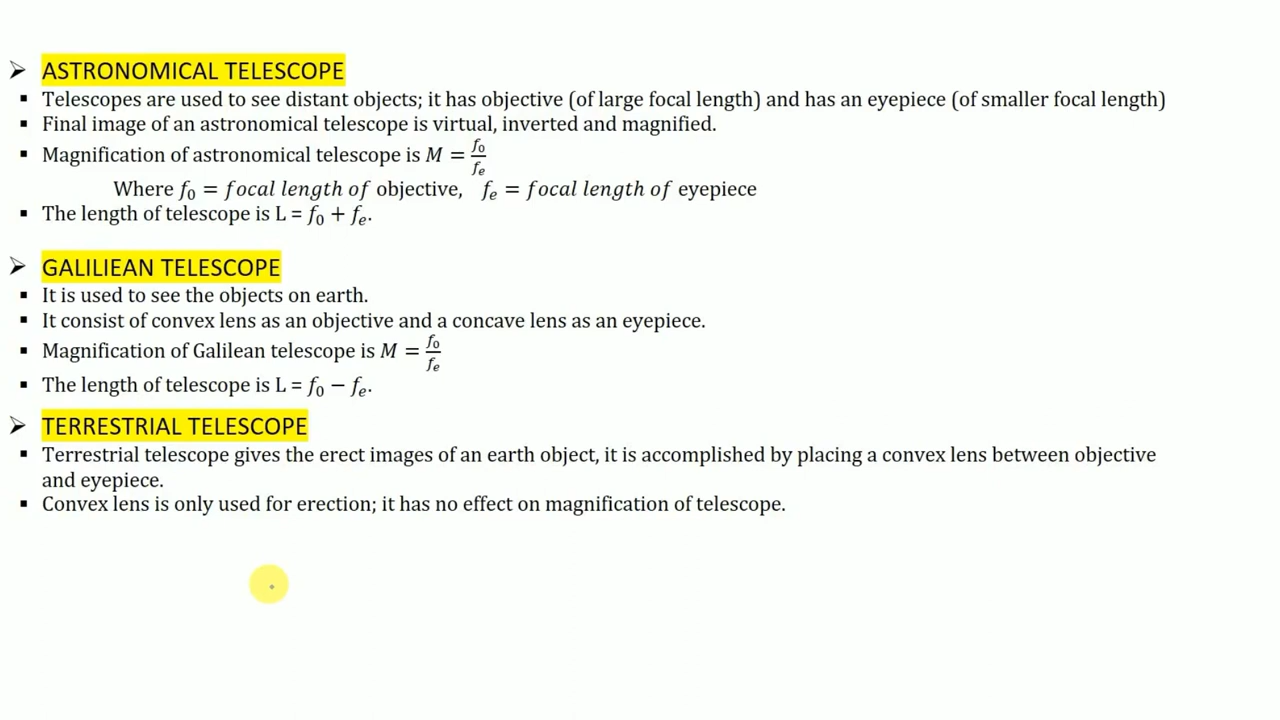 ➢ ASTRONOMICAL TELESCOPE
▪ Telescopes are used to see distant objects; it has objective (of large focal length) and has an eyepiece (of smaller focal length)
▪ Final image of an astronomical telescope is virtual, inverted and magnified.
▪ Magnification of astronomical telescope is M = f₀/fₑ
Where f₀ = focal length of objective, fₑ = focal length of eyepiece
▪ The length of telescope is L = f₀ + fₑ.
➢ GALILIEAN TELESCOPE
▪ It is used to see the objects on earth.
▪ It consist of convex lens as an objective and a concave lens as an eyepiece.
▪ Magnification of Galilean telescope is M = f₀/fₑ
▪ The length of telescope is L = f₀ − fₑ.
➢ TERRESTRIAL TELESCOPE
▪ Terrestrial telescope gives the erect images of an earth object, it is accomplished by placing a convex lens between objective
and eyepiece.
▪ Convex lens is only used for erection; it has no effect on magnification of telescope.